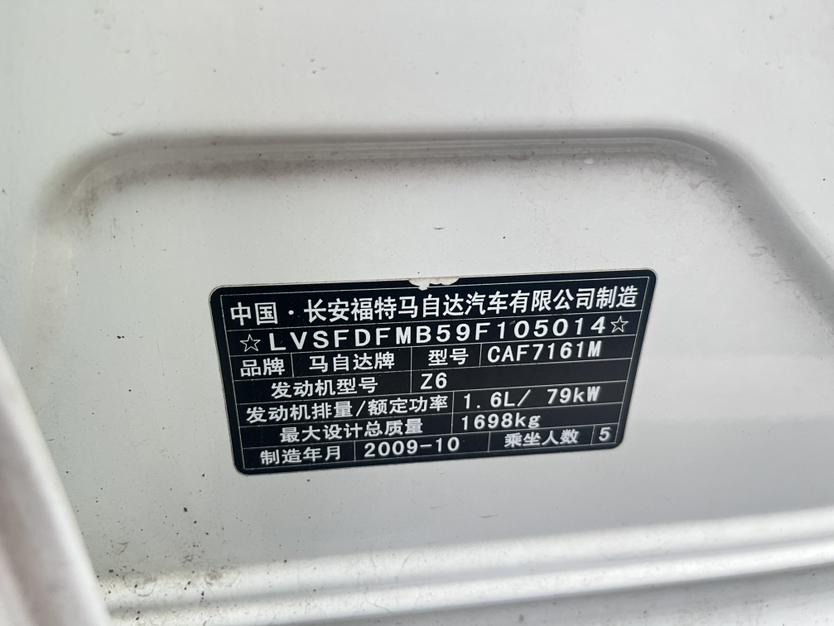 中国·长安福特马自达汽车有限公司制造
☆LVSFDFMB59F105014☆
品牌 马自达牌 型号 CAF7161M
发动机型号 Z6
发动机排量/额定功率 1.6L/ 79kW
最大设计总质量 1698kg
制造年月 2009-10 乘坐人数 5